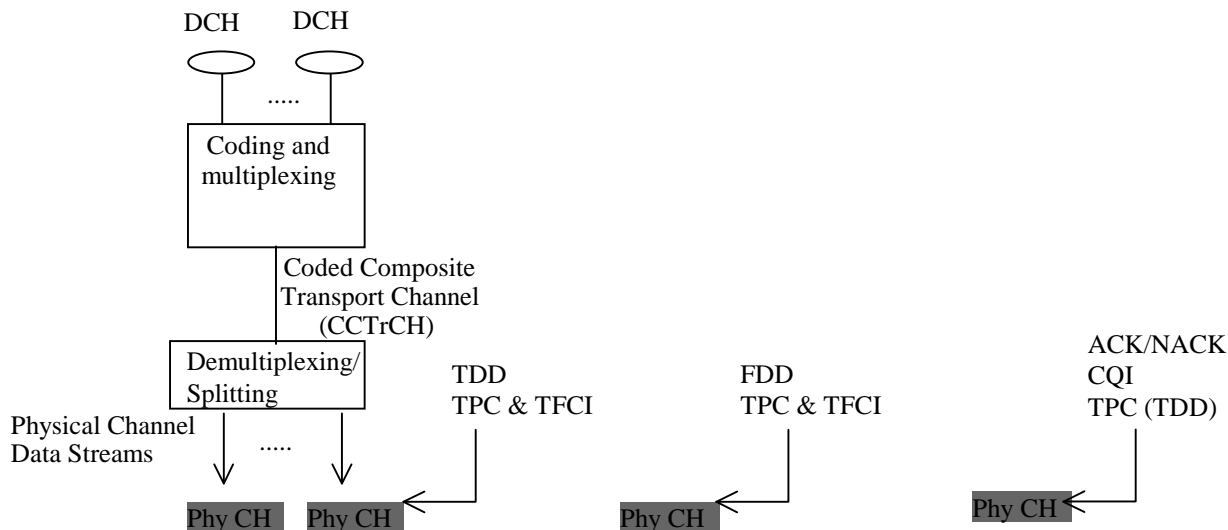 DCH
DCH
.....
Coding and
multiplexing
Coded Composite
Transport Channel
(CCTrCH)
Demultiplexing/
Splitting
Physical Channel
Data Streams
.....
TDD
TPC & TFCI
FDD
TPC & TFCI
ACK/NACK
CQI
TPC (TDD)
Phy CH
Phy CH
Phy CH
Phy CH